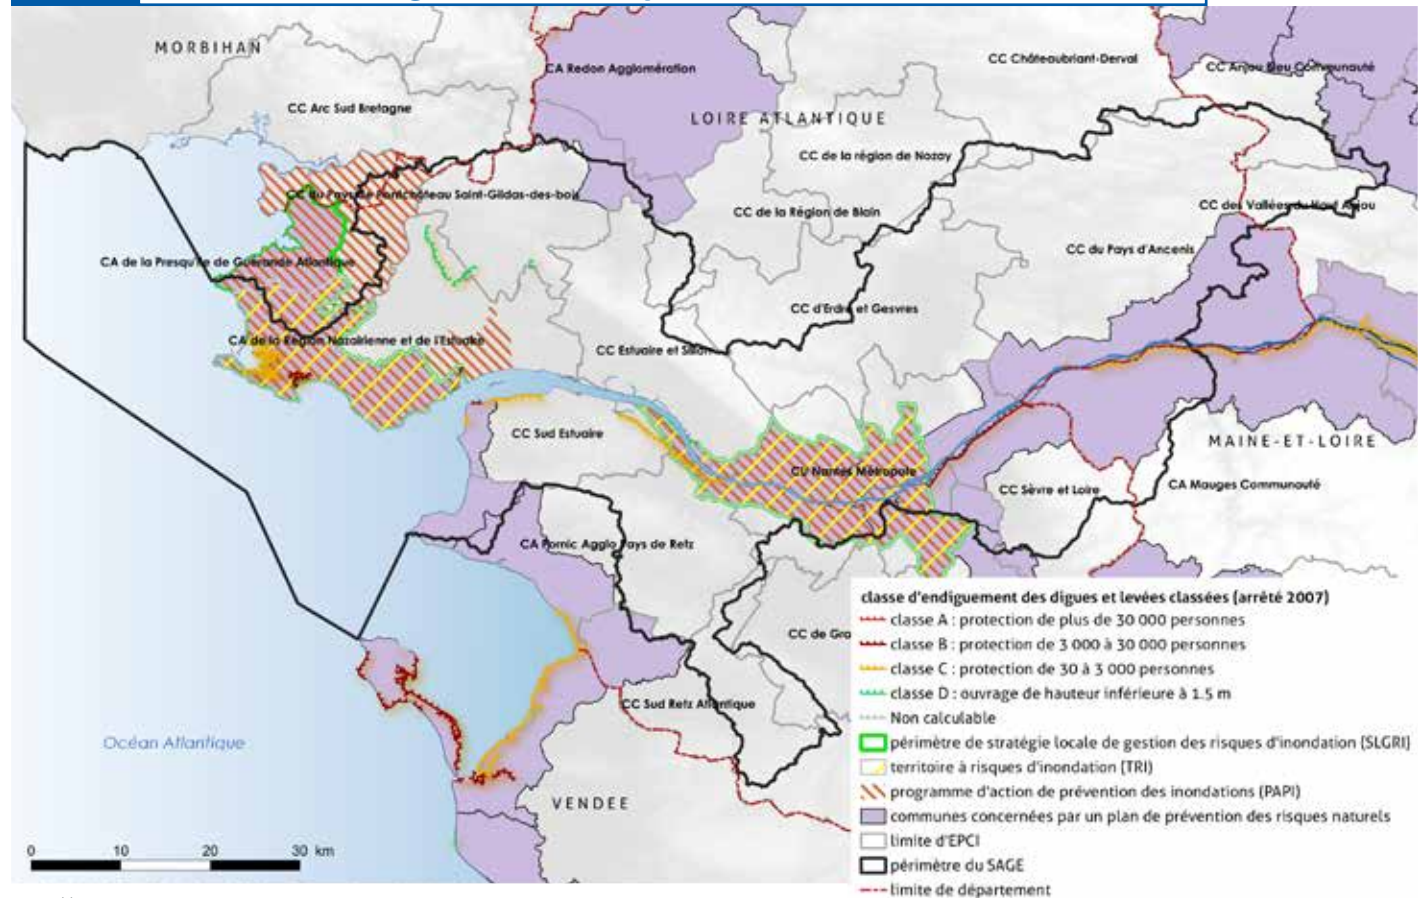 MORBIHAN
CA Redon Agglomération
CC Châteaubriant-Derval
CC Anjou Bleu Communauté
CC Arc Sud Bretagne
LOIRE ATLANTIQUE
CC de la région de Nozay
CC du Pays de Pontchâteau Saint-Gildas-des-bois
CC de la Région de Blain
CC des Vallées du Haut Anjou
CC du Pays d'Ancenis
CA de la Presqu'île de Guérande Atlantique
CC d'Erdre et Gesvres
CA de la Région Nazairienne et de l'Estuaire
CC Estuaire et Sillon
CC Sud Estuaire
MAINE-ET-LOIRE
CU Nantes Métropole
CC Sèvre et Loire
CA Mauges Communauté
CA Pornic Agglo Pays de Retz
CC de Gra
CC Sud Retz Atlantique
Océan Atlantique
VENDEE
0 10 20 30 km
classe d'endiguement des digues et levées classées (arrêté 2007)
classe A : protection de plus de 30 000 personnes
classe B : protection de 3 000 à 30 000 personnes
classe C : protection de 30 à 3 000 personnes
classe D : ouvrage de hauteur inférieure à 1.5 m
Non calculable
périmètre de stratégie locale de gestion des risques d'inondation (SLGRI)
territoire à risques d'inondation (TRI)
programme d'action de prévention des inondations (PAPI)
communes concernées par un plan de prévention des risques naturels
limite d'EPCI
périmètre du SAGE
limite de département